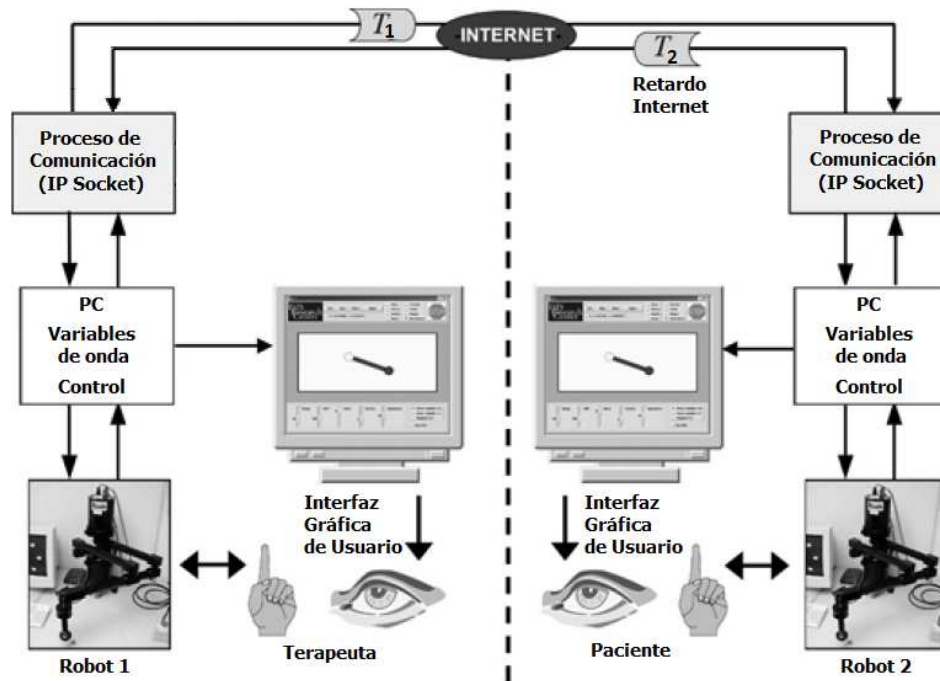 T1
INTERNET
T2
Retardo
Internet
Proceso de
Comunicación
(IP Socket)
Proceso de
Comunicación
(IP Socket)
PC
Variables
de onda
Control
PC
Variables
de onda
Control
Interfaz
Gráfica
de Usuario
Interfaz
Gráfica
de Usuario
Terapeuta
Paciente
Robot 1
Robot 2